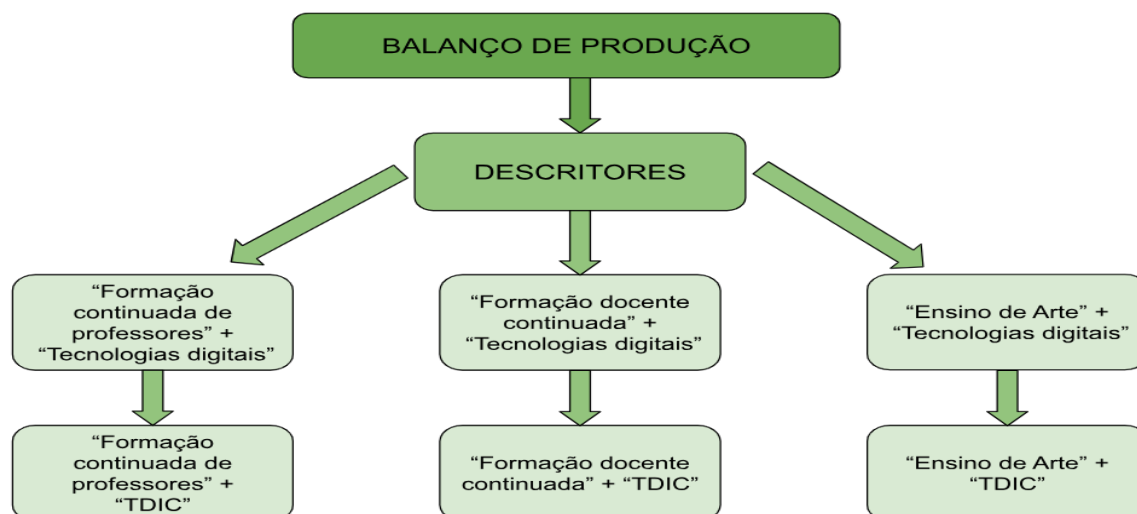 BALANÇO DE PRODUÇÃO
DESCRITORES
“Formação
continuada de
professores” +
“Tecnologias digitais”
“Formação docente
continuada” +
“Tecnologias digitais”
“Ensino de Arte” +
“Tecnologias digitais”
“Formação
continuada de
professores” +
“TDIC”
“Formação docente
continuada” + “TDIC”
“Ensino de Arte” +
“TDIC”